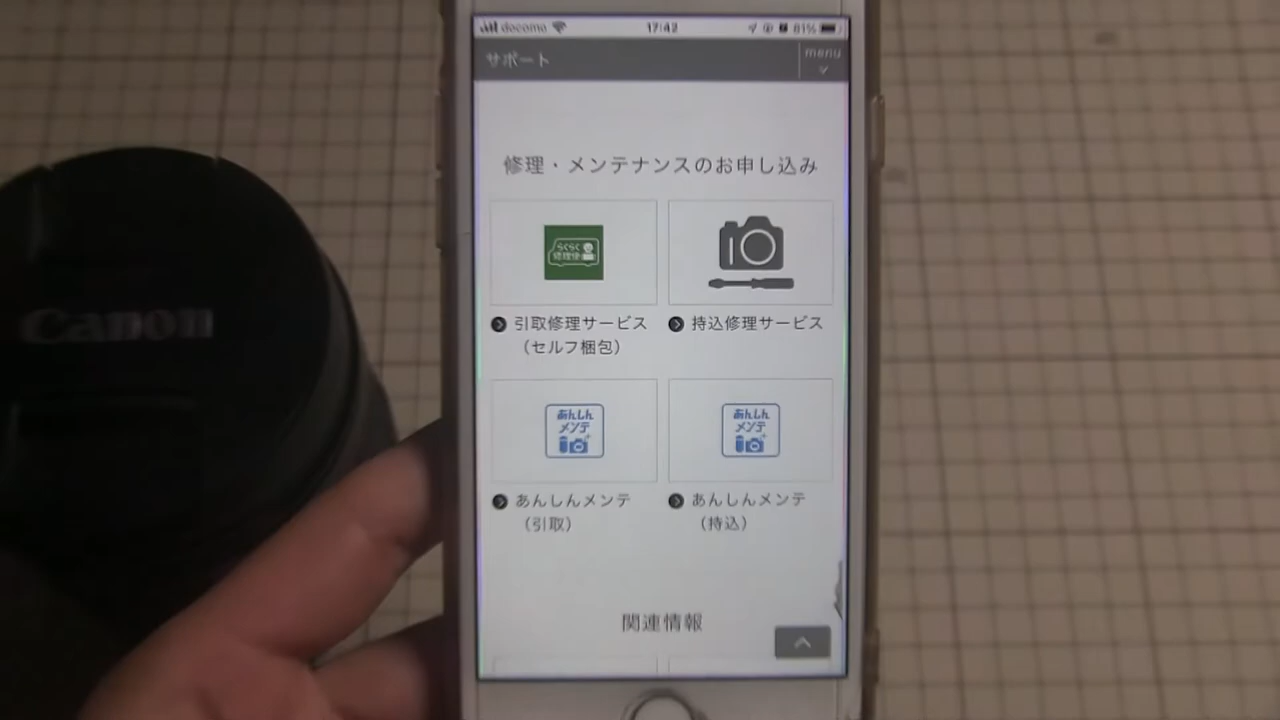 docomo 17:42 81%
サポート
menu
修理・メンテナンスのお申し込み
らくらく
修理便
引取修理サービス
(セルフ梱包)
持込修理サービス
あんしん
メンテ
あんしん
メンテ
あんしんメンテ
(引取)
あんしんメンテ
(持込)
関連情報
Canon